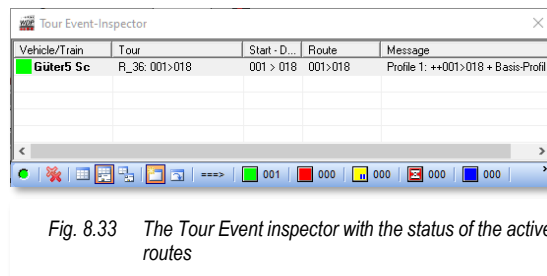 WDP Tour Event-Inspector
Vehicle/Train Tour Start - D... Route Message
Güter5 Sc R_36: 001>018 001 > 018 001>018 Profile 1: ++001>018 + Basis-Profil
===> 001 000 000 000 000
Fig. 8.33 The Tour Event inspector with the status of the active
routes